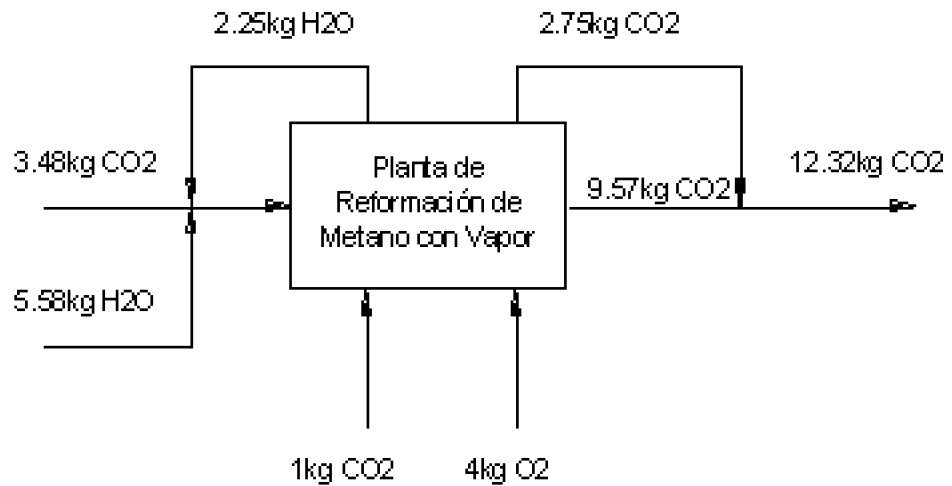 2.25kg H2O
2.75kg CO2
3.48kg CO2
Planta de
Reformación de
Metano con Vapor
9.57kg CO2
12.32kg CO2
5.58kg H2O
1kg CO2
4kg O2